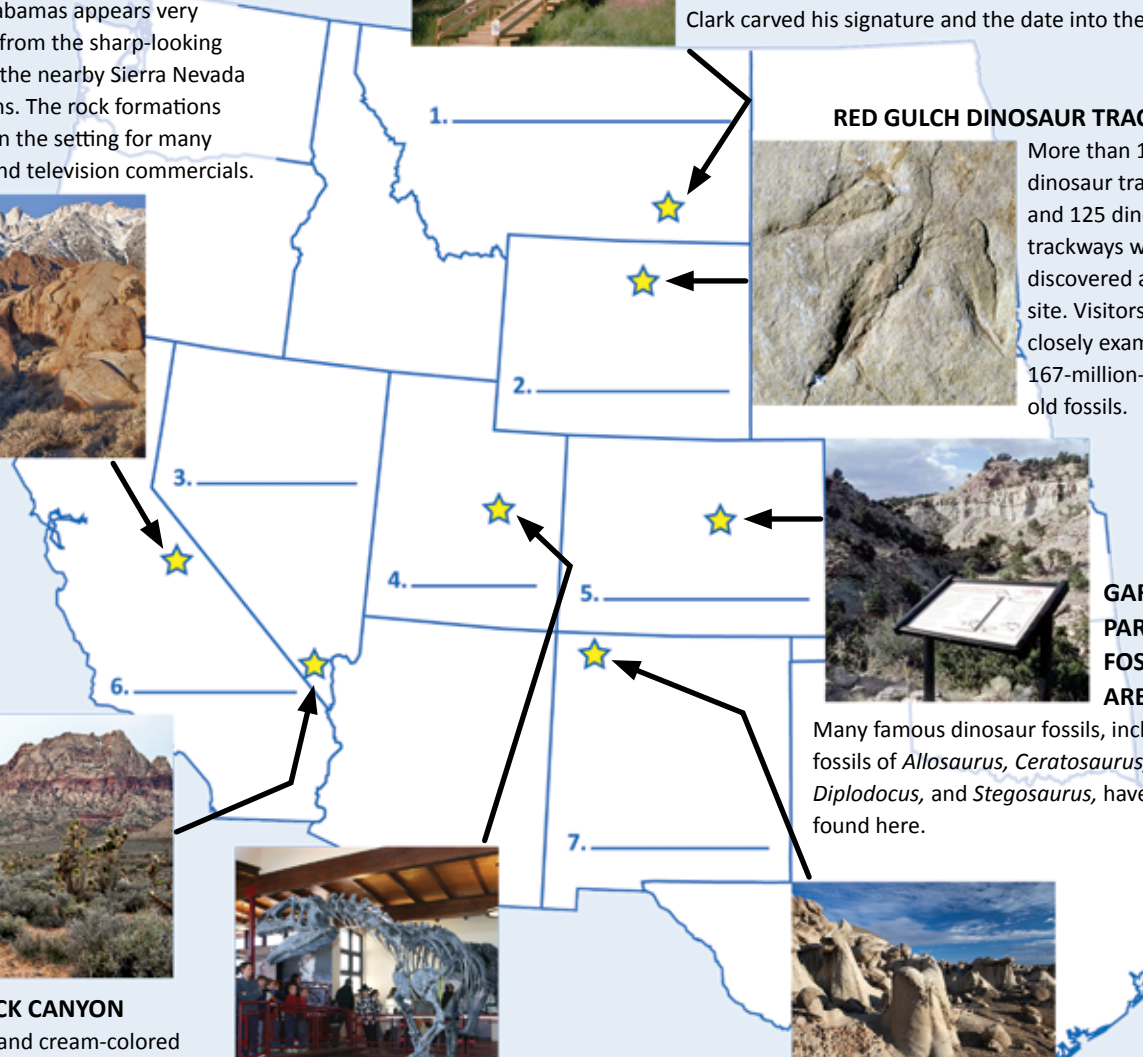 abamas appears very
from the sharp-looking
the nearby Sierra Nevada
ns. The rock formations
n the setting for many
nd television commercials.
Clark carved his signature and the date into the
1.
RED GULCH DINOSAUR TRAC
More than 1
dinosaur tra
and 125 din
trackways w
discovered a
site. Visitors
closely exam
167-million-
old fossils.
2.
3.
4.
5.
GAR
PAR
FOS
ARE
Many famous dinosaur fossils, incl
fossils of Allosaurus, Ceratosaurus,
Diplodocus, and Stegosaurus, have
found here.
6.
7.
CK CANYON
and cream-colored